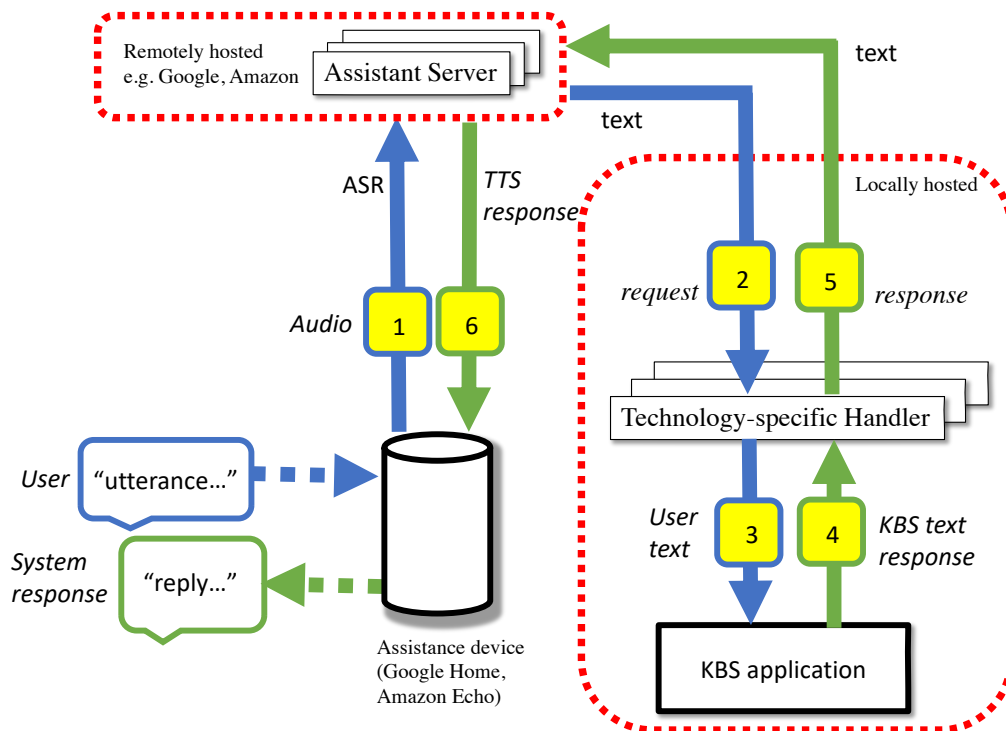 Remotely hosted
e.g. Google, Amazon
Assistant Server
text
text
Locally hosted
ASR
TTS
response
request
2
5
response
Audio
1
6
Technology-specific Handler
User
“utterance...”
System
response
“reply...”
User
text
3
4
KBS text
response
Assistance device
(Google Home,
Amazon Echo)
KBS application